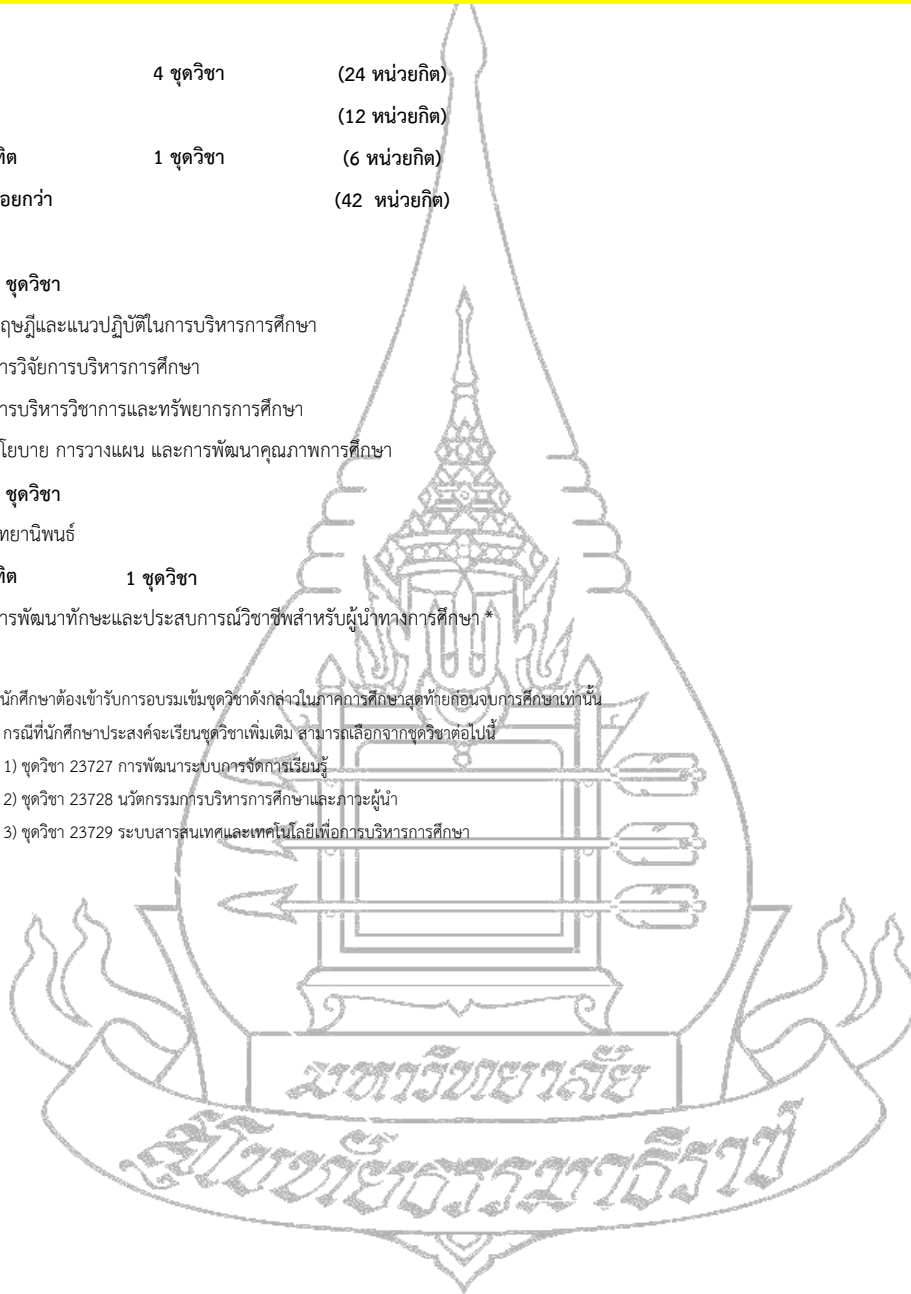 4 ชุดวิชา (24 หน่วยกิต)
(12 หน่วยกิต)
ฑิต 1 ชุดวิชา (6 หน่วยกิต)
อยกว่า (42 หน่วยกิต)
ชุดวิชา
ฤษฎีและแนวปฏิบัติในการบริหารการศึกษา
ารวิจัยการบริหารการศึกษา
ารบริหารวิชาการและทรัพยากรการศึกษา
โยบาย การวางแผน และการพัฒนาคุณภาพการศึกษา
ชุดวิชา
ทยานิพนธ์
ฑิต 1 ชุดวิชา
ารพัฒนาทักษะและประสบการณ์วิชาชีพสำหรับผู้นำทางการศึกษา *
นักศึกษาต้องเข้ารับการอบรมเข้มชุดวิชาดังกล่าวในภาคการศึกษาสุดท้ายก่อนจบการศึกษาเท่านั้น
กรณีที่นักศึกษาประสงค์จะเรียนชุดวิชาเพิ่มเติม สามารถเลือกจากชุดวิชาต่อไปนี้
1) ชุดวิชา 23727 การพัฒนาระบบการจัดการเรียนรู้
2) ชุดวิชา 23728 นวัตกรรมการบริหารการศึกษาและภาวะผู้นำ
3) ชุดวิชา 23729 ระบบสารสนเทศและเทคโนโลยีเพื่อการบริหารการศึกษา
มหาวิทยาลัย
สุโขทัยธรรมาธิราช